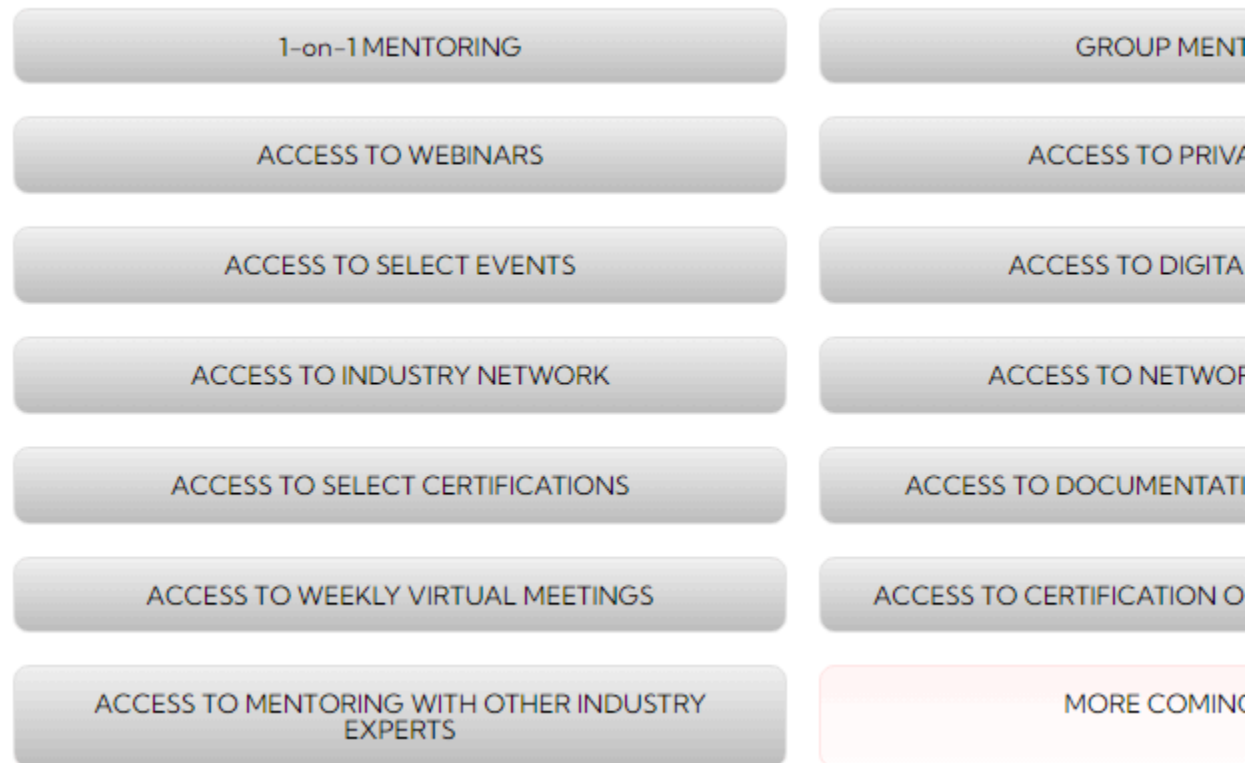 1-on-1 MENTORING
GROUP
ACCESS TO WEBINARS
ACCESS TO
ACCESS TO SELECT EVENTS
ACCESS TO
ACCESS TO INDUSTRY NETWORK
ACCESS TO
ACCESS TO SELECT CERTIFICATIONS
ACCESS TO
ACCESS TO WEEKLY VIRTUAL MEETINGS
ACCESS TO CERTIFICATION
ACCESS TO MENTORING WITH OTHER INDUSTRY
EXPERTS
MORE